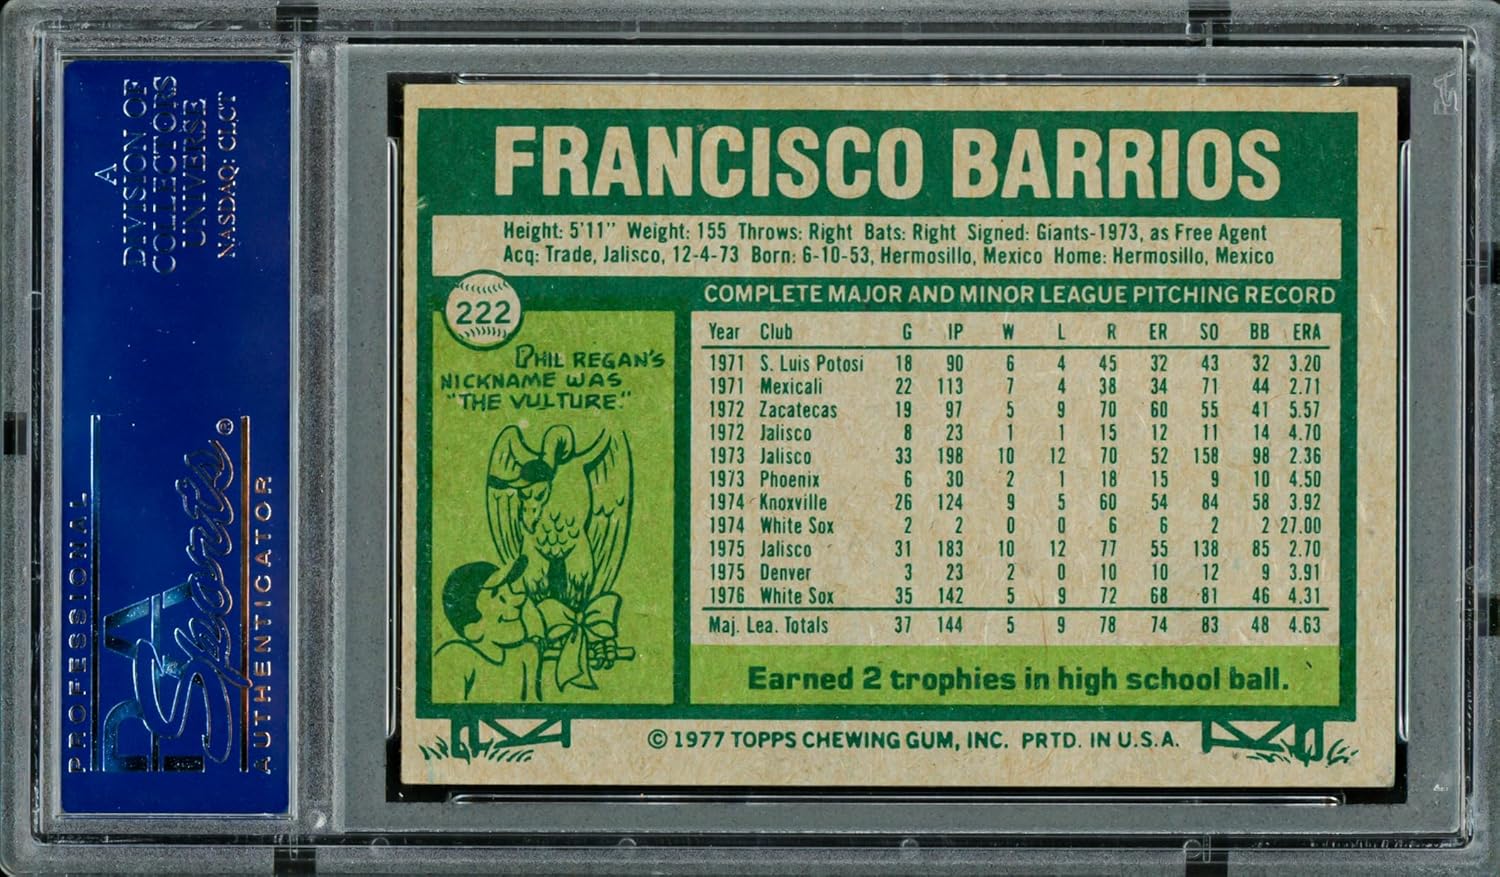 A
DIVISION OF
COLLECTORS
UNIVERSE
NASDAQ: CLCT
PROFESSIONAL
PSA
Sports®
AUTHENTICATOR
FRANCISCO BARRIOS
Height: 5'11" Weight: 155 Throws: Right Bats: Right Signed: Giants-1973, as Free Agent
Acq: Trade, Jalisco, 12-4-73 Born: 6-10-53, Hermosillo, Mexico Home: Hermosillo, Mexico
222
PHIL REGAN'S
NICKNAME WAS
"THE VULTURE."
COMPLETE MAJOR AND MINOR LEAGUE PITCHING RECORD
Year Club G IP W L R ER SO BB ERA
1971 S. Luis Potosi 18 90 6 4 45 32 43 32 3.20
1971 Mexicali 22 113 7 4 38 34 71 44 2.71
1972 Zacatecas 19 97 5 9 70 60 55 41 5.57
1972 Jalisco 8 23 1 1 15 12 11 14 4.70
1973 Jalisco 33 198 10 12 70 52 158 98 2.36
1973 Phoenix 6 30 2 1 18 15 9 10 4.50
1974 Knoxville 26 124 9 5 60 54 84 58 3.92
1974 White Sox 2 2 0 0 6 6 2 2 27.00
1975 Jalisco 31 183 10 12 77 55 138 85 2.70
1975 Denver 3 23 2 0 10 10 12 9 3.91
1976 White Sox 35 142 5 9 72 68 81 46 4.31
Maj. Lea. Totals 37 144 5 9 78 74 83 48 4.63
Earned 2 trophies in high school ball.
© 1977 TOPPS CHEWING GUM, INC. PRTD. IN U.S.A.